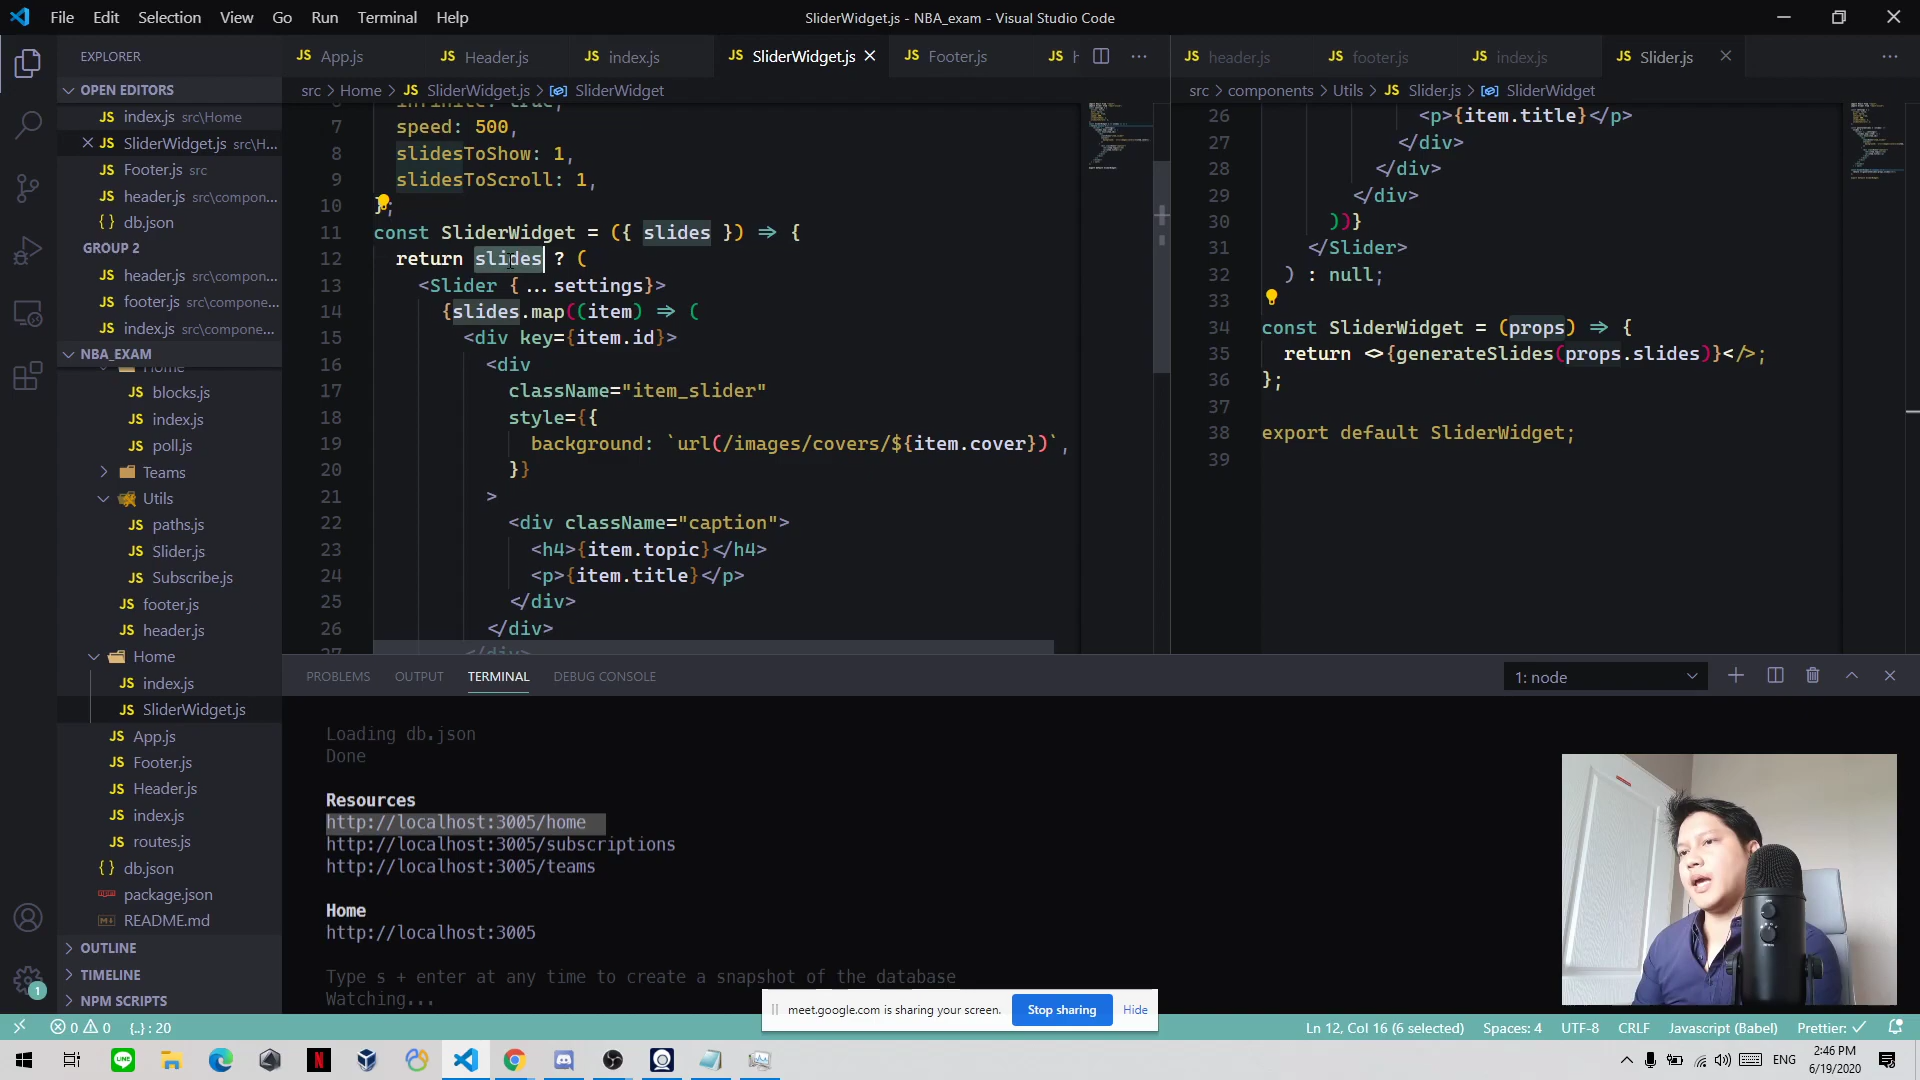 File Edit Selection View Go Run Terminal Help
SliderWidget.js - NBA_exam - Visual Studio Code
EXPLORER
OPEN EDITORS
index.js src\Home
SliderWidget.js src\H...
Footer.js src
header.js src\compon...
db.json
GROUP 2
header.js src\compon...
footer.js src\compone...
index.js src\compone...
NBA_EXAM
Home
blocks.js
index.js
poll.js
Teams
Utils
paths.js
Slider.js
Subscribe.js
footer.js
header.js
Home
index.js
SliderWidget.js
App.js
Footer.js
Header.js
index.js
routes.js
db.json
package.json
README.md
OUTLINE
TIMELINE
NPM SCRIPTS
App.js Header.js index.js SliderWidget.js Footer.js
src > Home > SliderWidget.js > SliderWidget
infinite: true,
7 speed: 500,
8 slidesToShow: 1,
9 slidesToScroll: 1,
10 };
11 const SliderWidget = ({ slides }) => {
12 return slides ? (
13 <Slider {...settings}>
14 {slides.map((item) => (
15 <div key={item.id}>
16 <div
17 className="item_slider"
18 style={{
19 background: `url(/images/covers/${item.cover})`,
20 }}
21 >
22 <div className="caption">
23 <h4>{item.topic}</h4>
24 <p>{item.title}</p>
25 </div>
26 </div>
27 </div>
header.js footer.js index.js Slider.js
src > components > Utils > Slider.js > SliderWidget
26 <p>{item.title}</p>
27 </div>
28 </div>
29 </div>
30 ))}
31 </Slider>
32 ) : null;
33
34 const SliderWidget = (props) => {
35 return <>{generateSlides(props.slides)}</>;
36 };
37
38 export default SliderWidget;
39
PROBLEMS OUTPUT TERMINAL DEBUG CONSOLE
1: node
Loading db.json
Done
Resources
http://localhost:3005/home
http://localhost:3005/subscriptions
http://localhost:3005/teams
Home
http://localhost:3005
Type s + enter at any time to create a snapshot of the database
Watching...
meet.google.com is sharing your screen. Stop sharing Hide
1
0 0 {..} : 20
Ln 12, Col 16 (6 selected) Spaces: 4 UTF-8 CRLF Javascript (Babel) Prettier: ✓
LINE
N
ENG
2:46 PM
6/19/2020